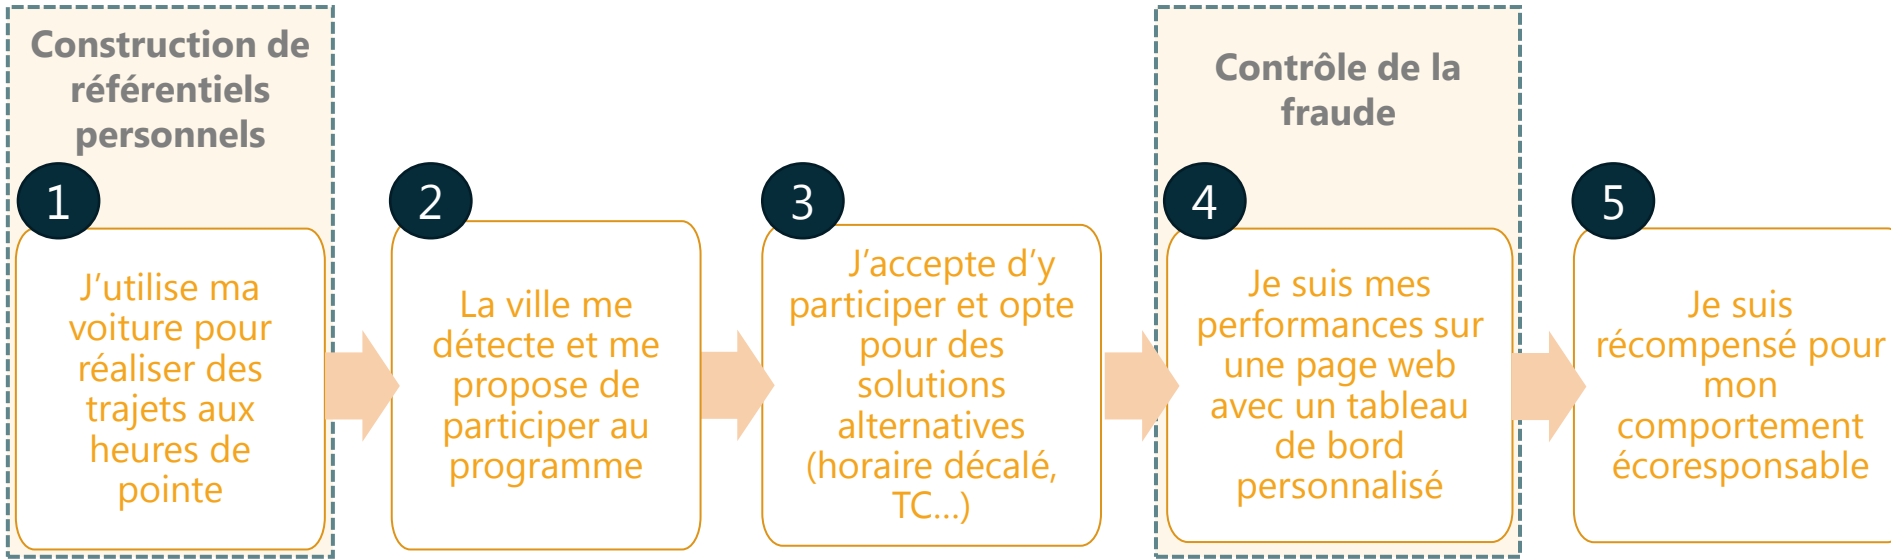 Construction de
référentiels
personnels
1
J’utilise ma
voiture pour
réaliser des
trajets aux
heures de
pointe
2
La ville me
détecte et me
propose de
participer au
programme
3
J’accepte d’y
participer et opte
pour des
solutions
alternatives
(horaire décalé,
TC…)
Contrôle de la
fraude
4
Je suis mes
performances sur
une page web
avec un tableau
de bord
personnalisé
5
Je suis
récompensé pour
mon
comportement
écoresponsable